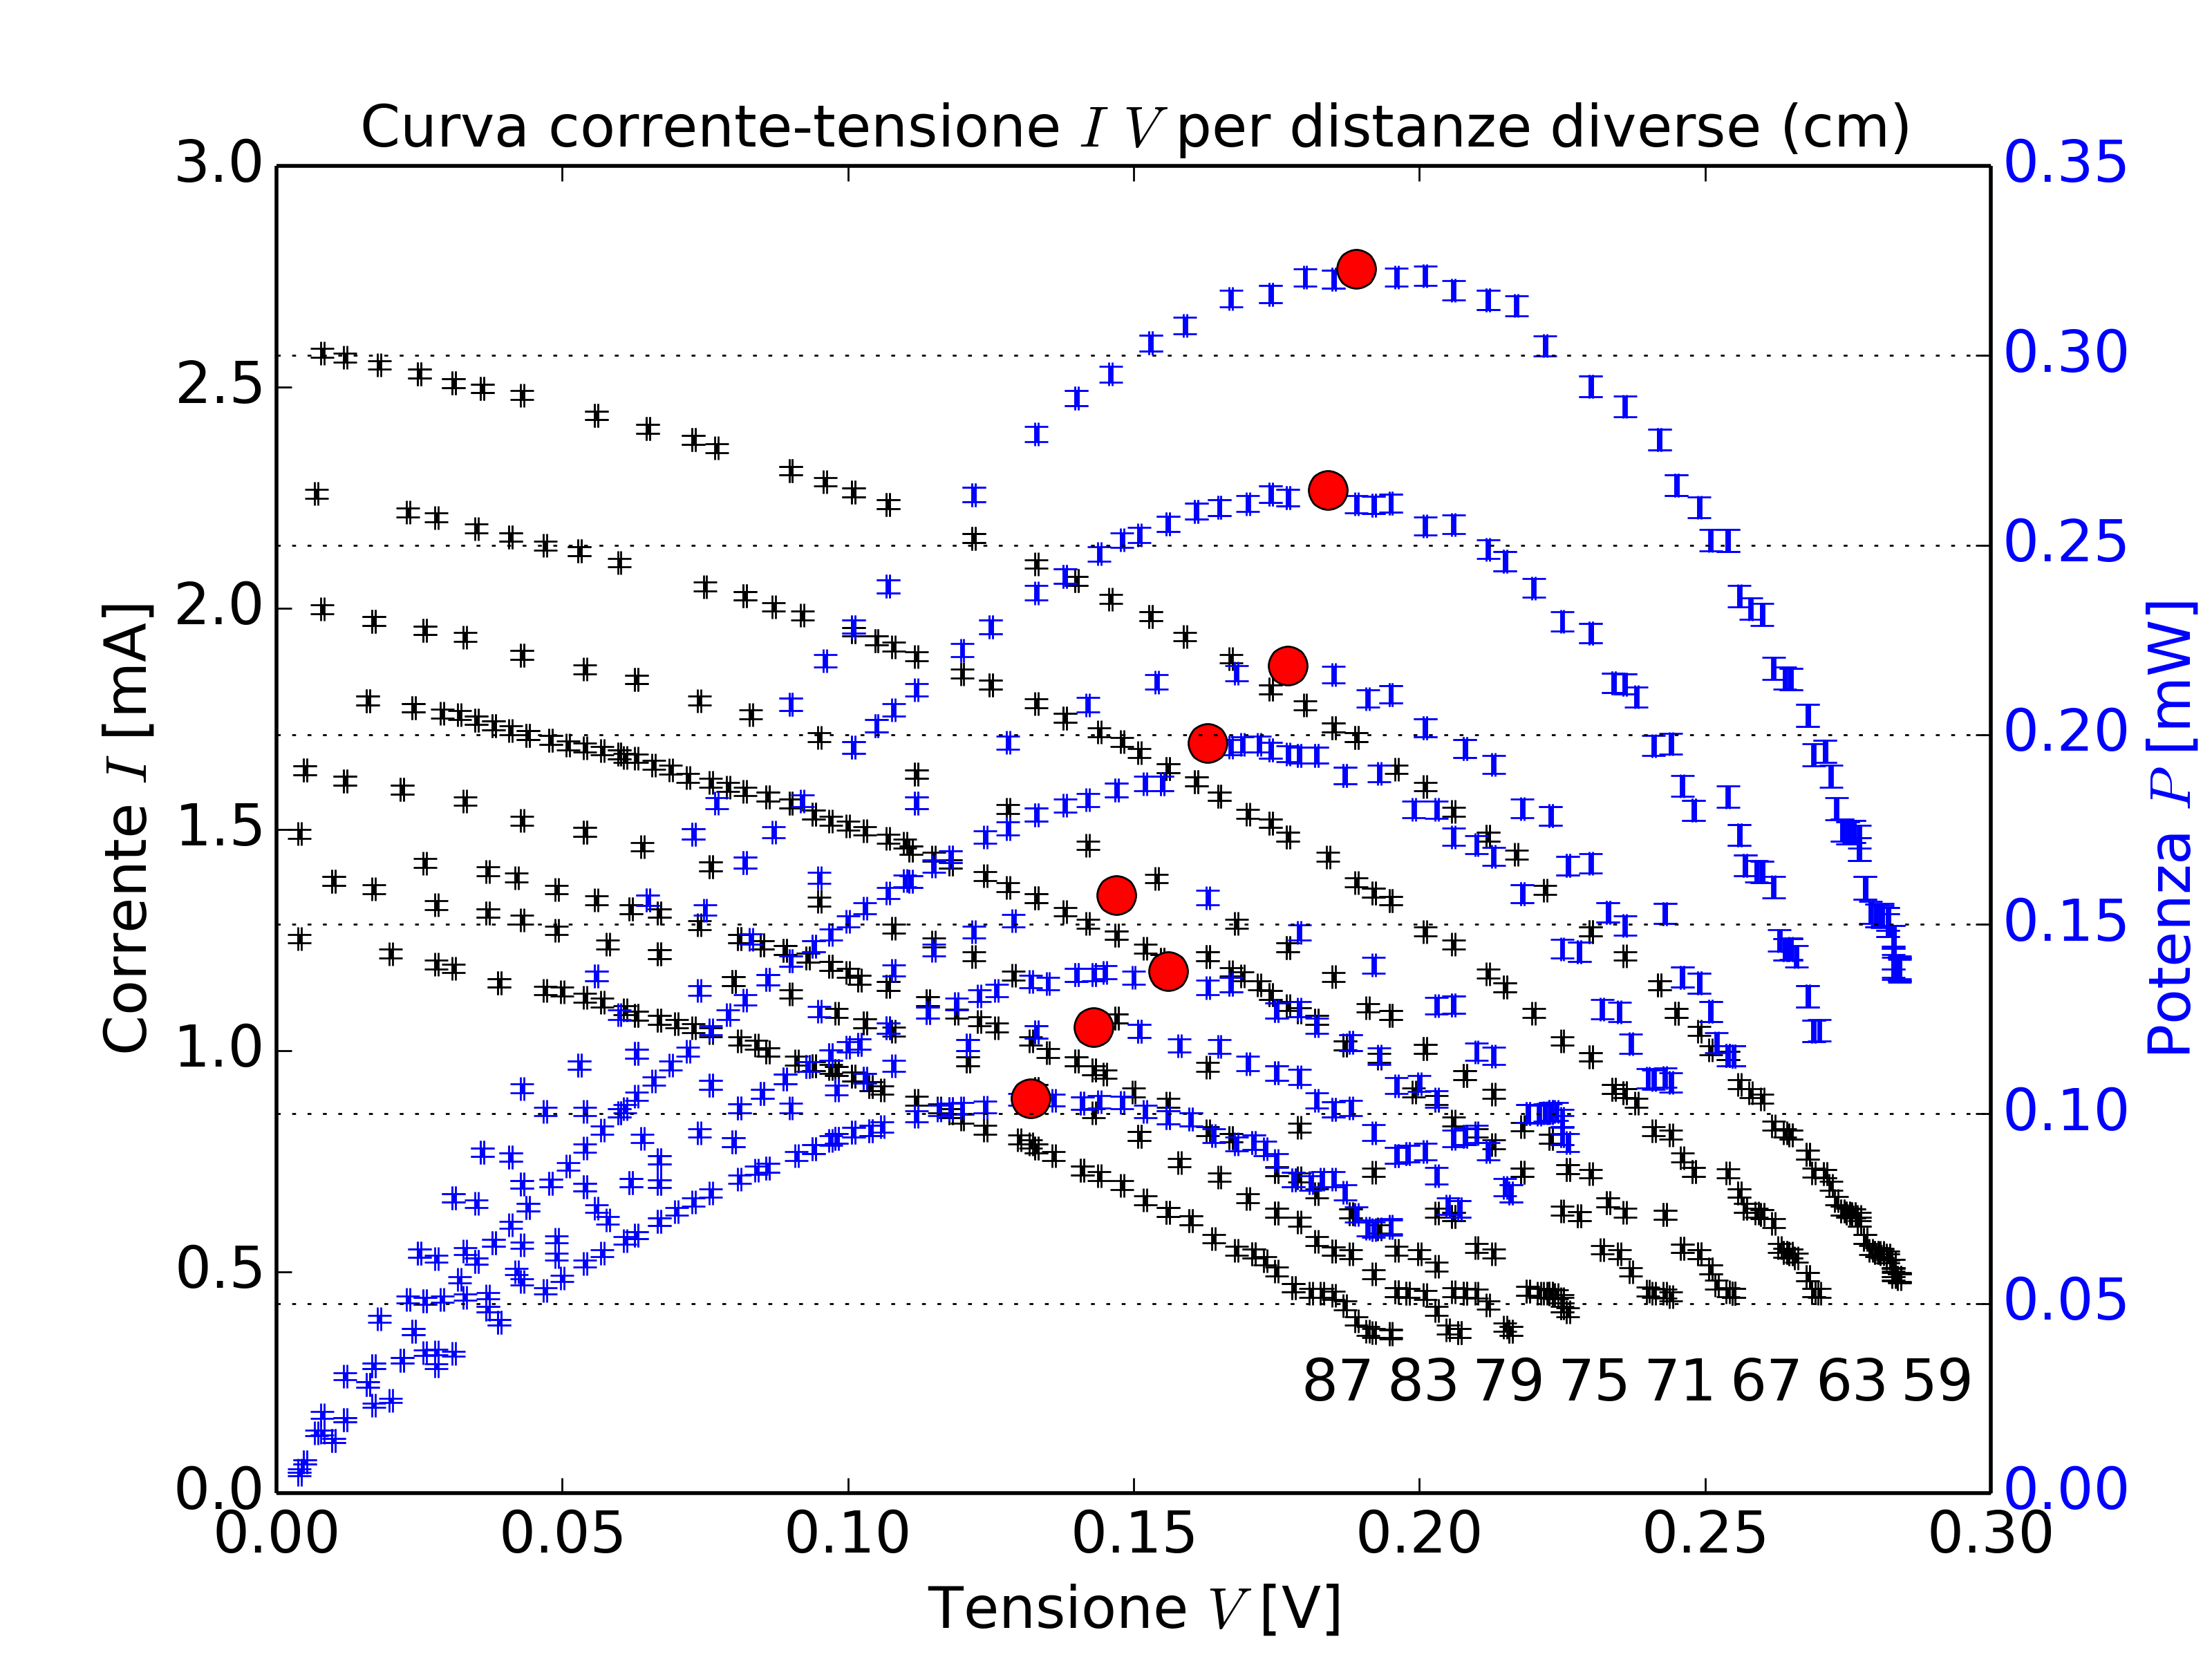 Curva corrente-tensione I V per distanze diverse (cm)
3.0
2.5
2.0
1.5
1.0
0.5
0.0
Corrente I [mA]
0.35
0.30
0.25
0.20
0.15
0.10
0.05
0.00
Potenza P [mW]
87 83 79 75 71 67 63 59
0.00 0.05 0.10 0.15 0.20 0.25 0.30
Tensione V [V]